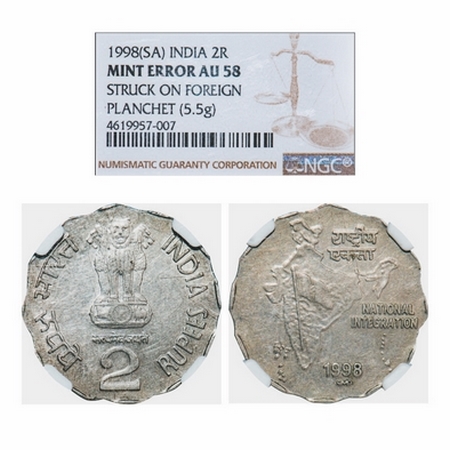 1998(SA) INDIA 2R
MINT ERROR AU 58
STRUCK ON FOREIGN
PLANCHET (5.5g)
4619957-007
NUMISMATIC GUARANTY CORPORATION
NGC®
रुपये भारत
INDIA
RUPEES
सत्यमेव जयते
2
राष्ट्रीय
एकता
NATIONAL
INTEGRATION
1998